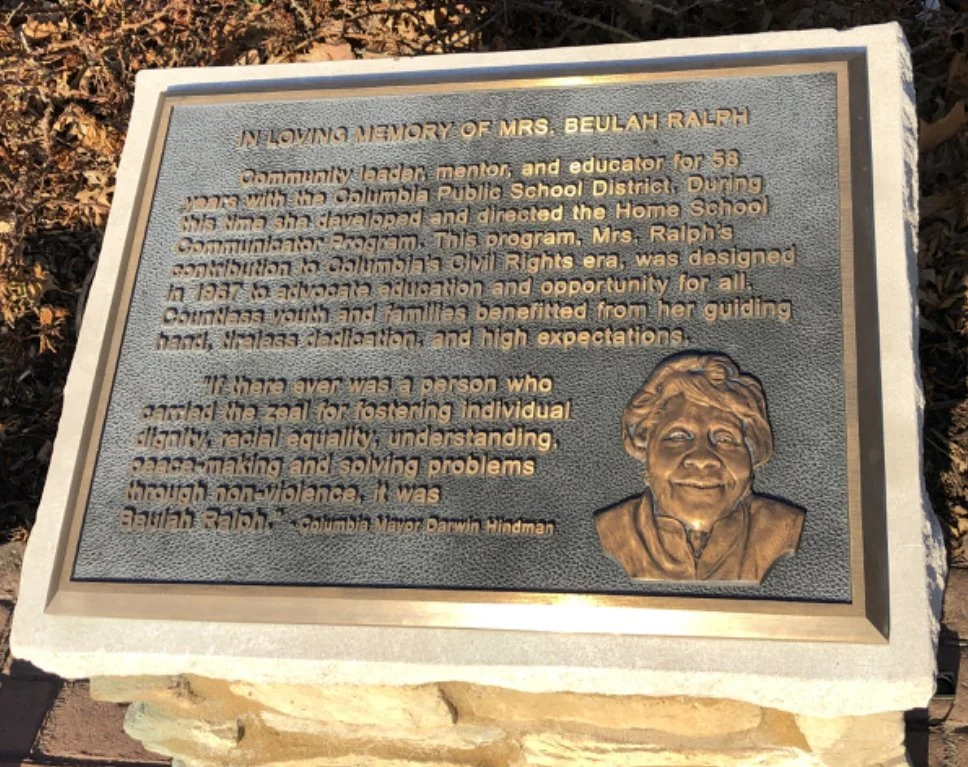 IN LOVING MEMORY OF MRS. BEULAH RALPH
Community leader, mentor, and educator for 58
years with the Columbia Public School District. During
this time she developed and directed the Home School
Communicator Program. This program, Mrs. Ralph's
contribution to Columbia's Civil Rights era, was designed
in 1967 to advocate education and opportunity for all.
Countless youth and families benefitted from her guiding
hand, tireless dedication, and high expectations.
"If there ever was a person who
carried the zeal for fostering individual
dignity, racial equality, understanding,
peace-making and solving problems
through non-violence, it was
Beulah Ralph." -Columbia Mayor Darwin Hindman